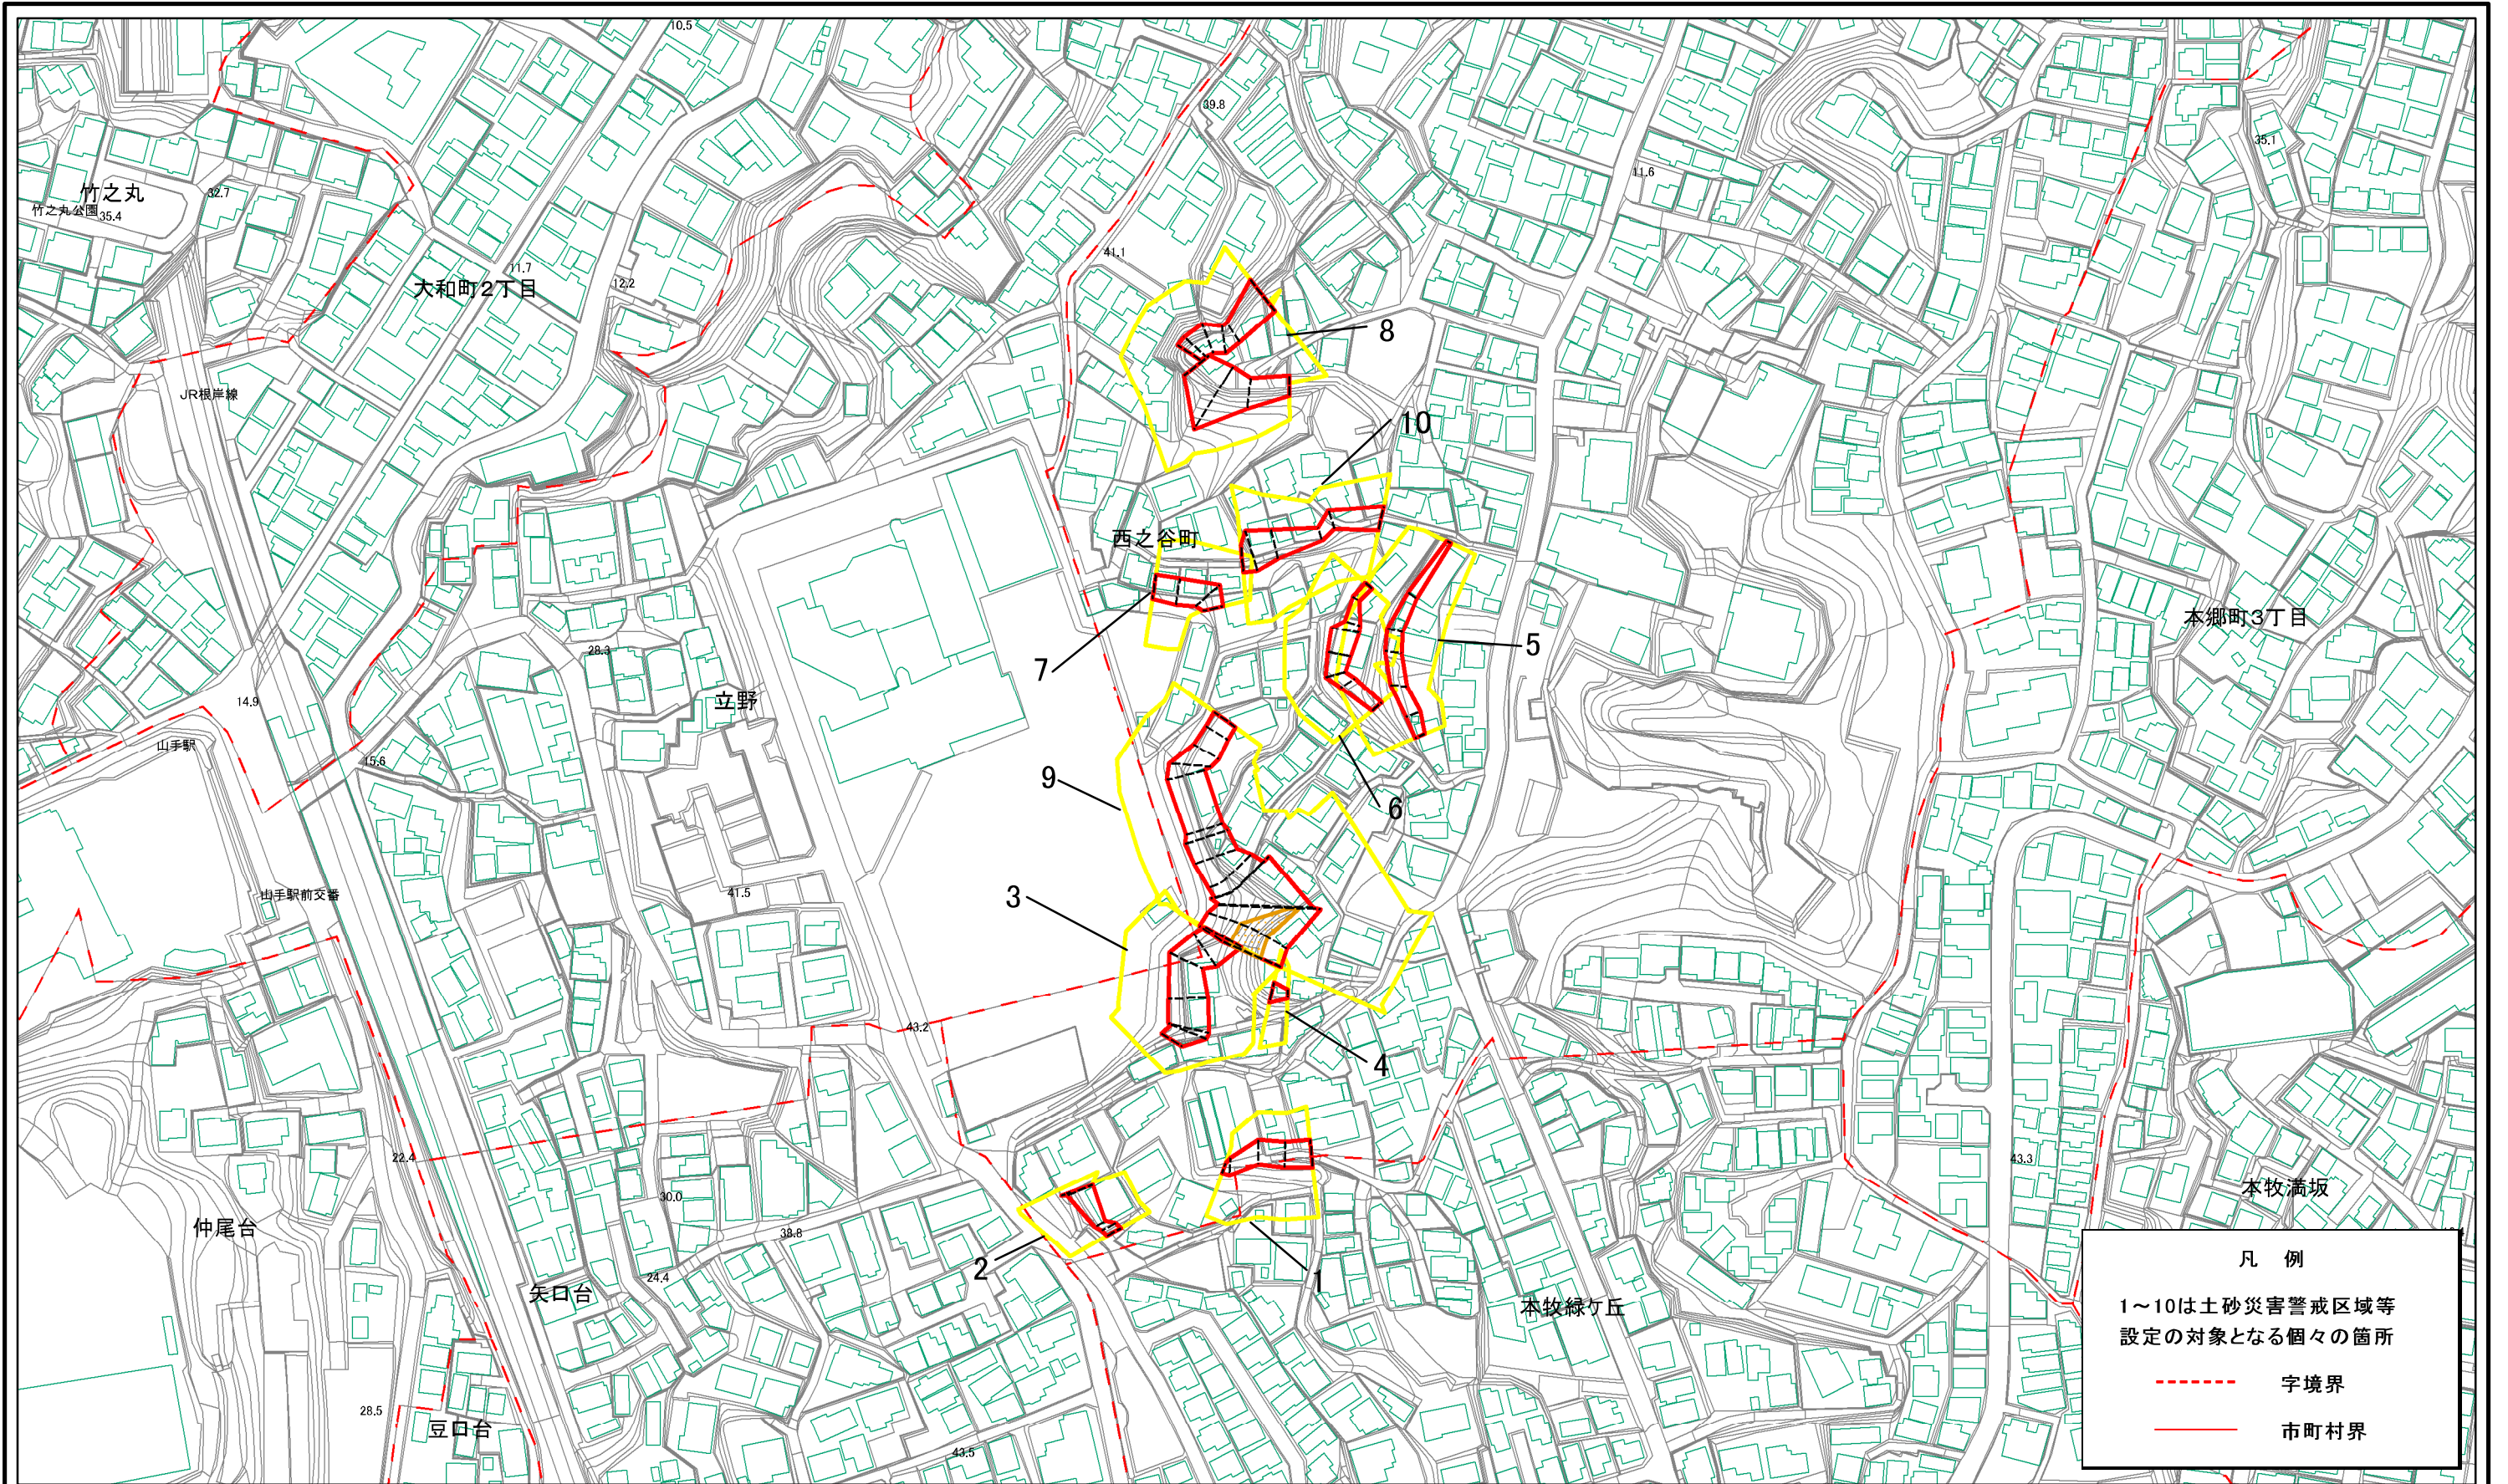 10.5
39.8
35.1
竹之丸
竹之丸公園
35.4
32.7
11.6
41.1
大和町2丁目
11.7
12.2
8
JR根岸線
10
西之谷町
本郷町3丁目
5
28.3
7
立野
14.9
山手駅
15.6
9
6
山手駅前交番
41.5
3
43.2
4
22.4
43.3
本牧満坂
30.0
仲尾台
38.8
2
24.4
1
矢口台
本牧緑ケ丘
28.5
豆口台
43.5
凡 例
1～10は土砂災害警戒区域等
設定の対象となる個々の箇所
字境界
市町村界